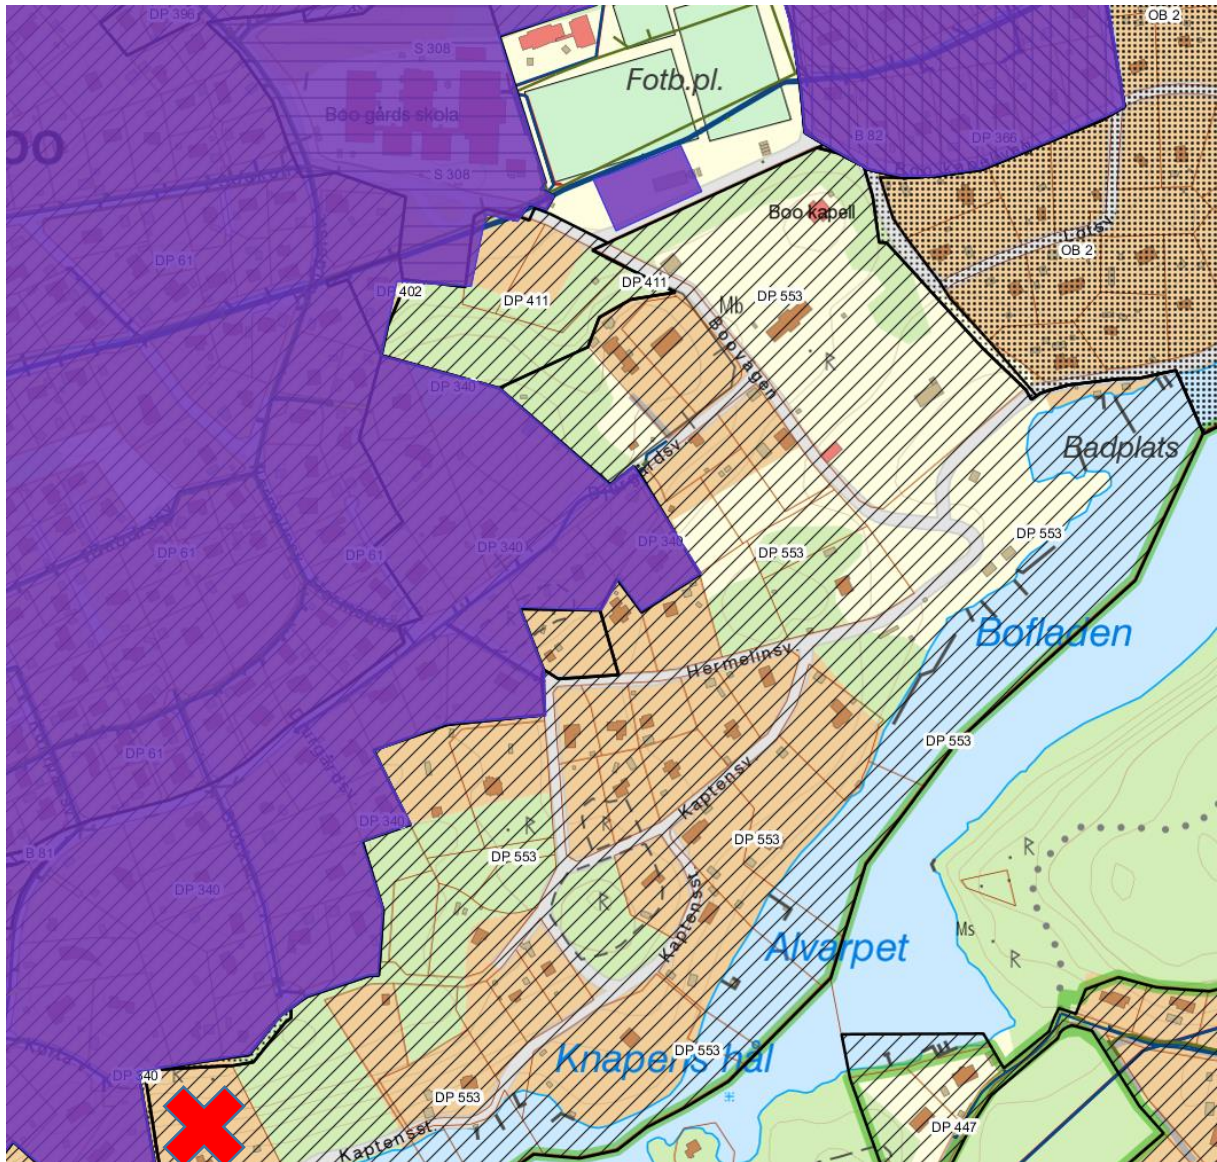 DP 396
OB 2
S 308
Fotb.pl.
Boo gårds skola
B 82
DP 366
S 308
Boo kapell
OB 2
DP 61
DP 402
DP 411
DP 411
DP 553
Mb
Boovägen
R
DP 340
Badplats
DP 61
DP 61
DP 340
DP 340
DP 553
DP 553
Bofladen
Hermelinsv.
DP 553
DP 61
Kaptensv
DP 340
R
R
DP 553
DP 553
R
B 81
DP 340
R
Kaptensst
Ms
R
Alvarpet
Knapens hål
DP 553
DP 340
DP 553
DP 447
Kaptensst.